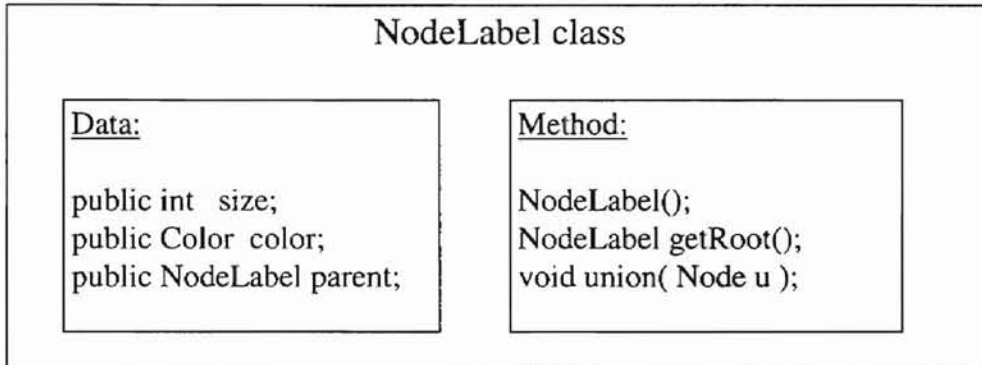 NodeLabel class
Data:
public int size;
public Color color;
public NodeLabel parent;
Method:
NodeLabel();
NodeLabel getRoot();
void union( Node u );